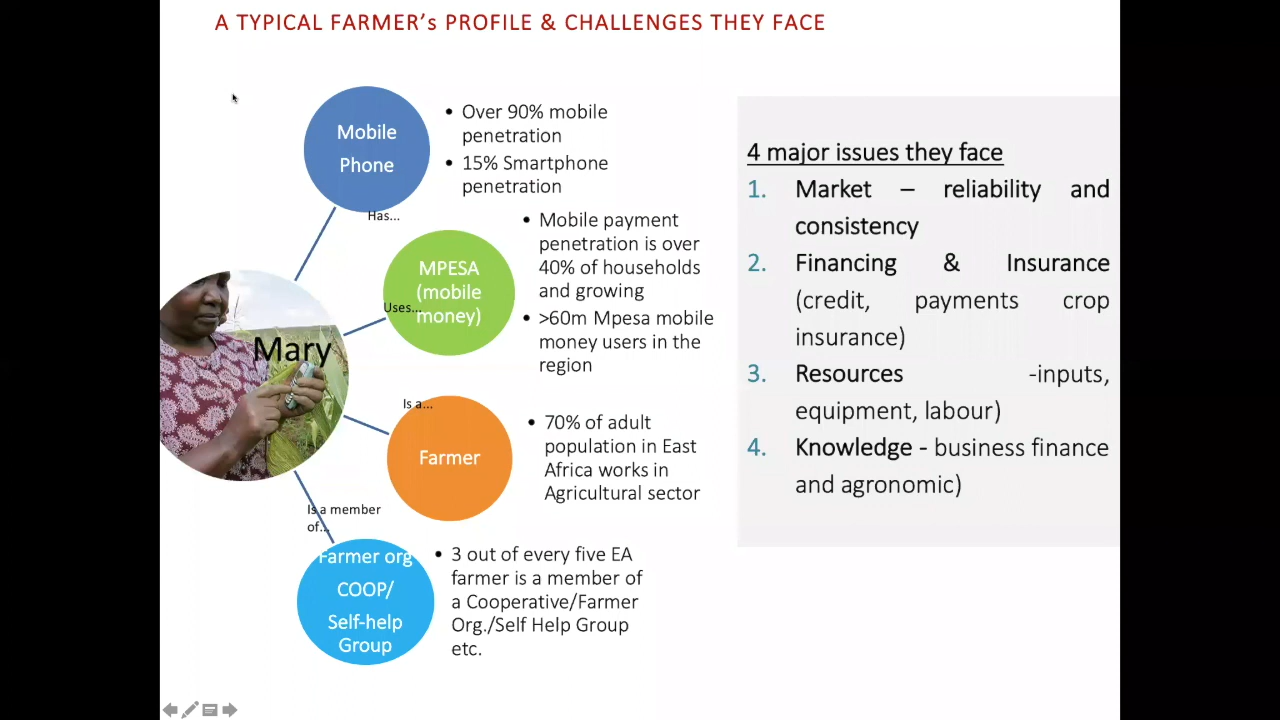 A TYPICAL FARMER's PROFILE & CHALLENGES THEY FACE
Mobile
Phone
• Over 90% mobile
penetration
• 15% Smartphone
penetration
Has...
MPESA
(mobile
money)
Uses...
• Mobile payment
penetration is over
40% of households
and growing
• >60m Mpesa mobile
money users in the
region
Mary
Is a...
Farmer
• 70% of adult
population in East
Africa works in
Agricultural sector
Is a member
of...
Farmer org
COOP/
Self-help
Group
• 3 out of every five EA
farmer is a member of
a Cooperative/Farmer
Org./Self Help Group
etc.
4 major issues they face
1. Market – reliability and
consistency
2. Financing & Insurance
(credit, payments crop
insurance)
3. Resources -inputs,
equipment, labour)
4. Knowledge - business finance
and agronomic)